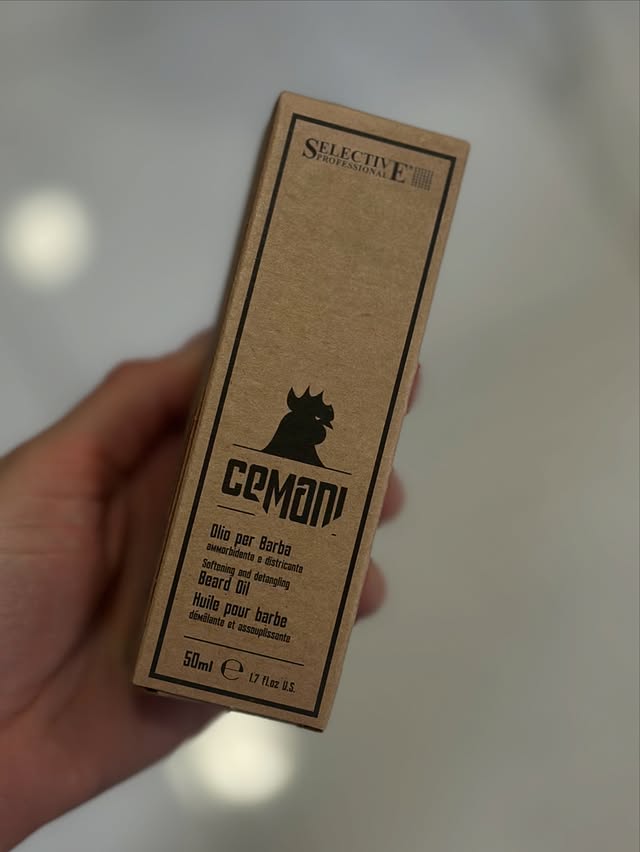 SELECTIVE
PROFESSIONAL
CEMANI
Olio per Barba
ammorbidente e districante
Softening and detangling
Beard Oil
Huile pour barbe
démêlante et assouplissante
50ml e 1.7 fl.oz U.S.